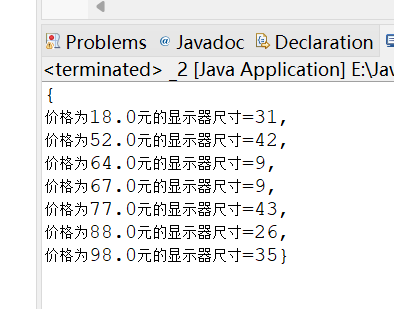 Problems @ Javadoc Declaration
<terminated> _2 [Java Application] E:\Jav
{
价格为18.0元的显示器尺寸=31,
价格为52.0元的显示器尺寸=42,
价格为64.0元的显示器尺寸=9,
价格为67.0元的显示器尺寸=9,
价格为77.0元的显示器尺寸=43,
价格为88.0元的显示器尺寸=26,
价格为98.0元的显示器尺寸=35}